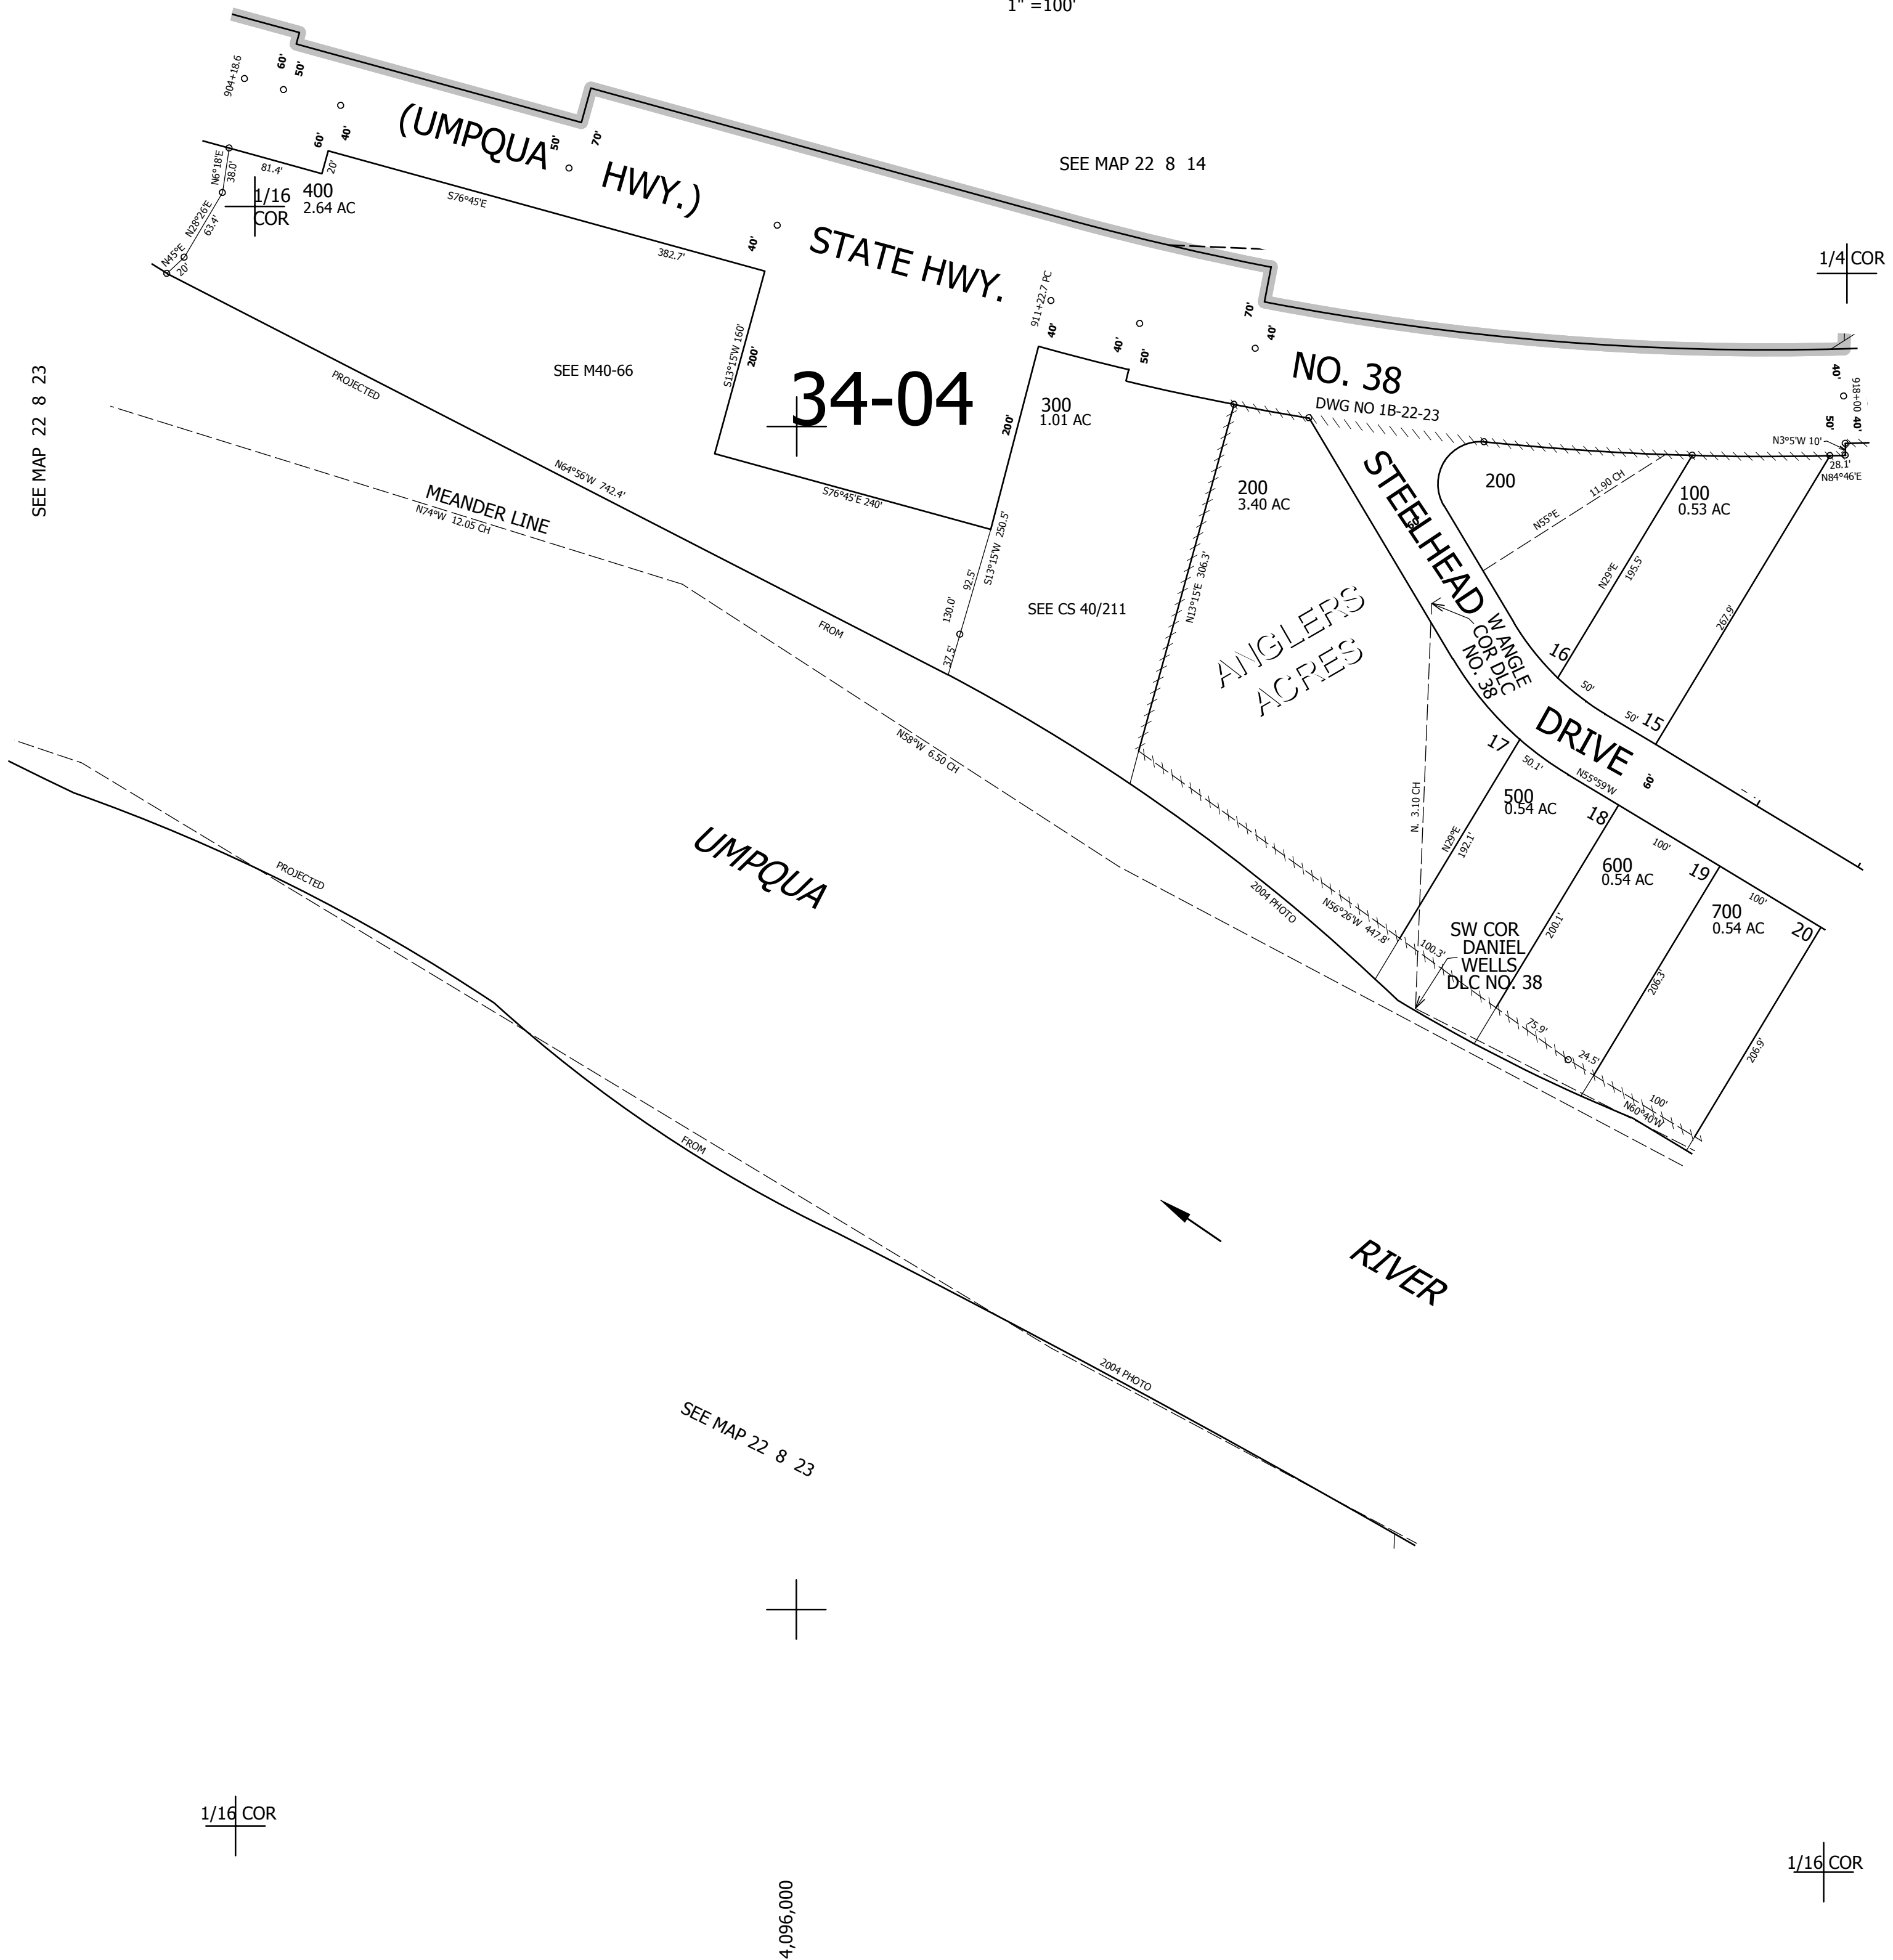 1" =100'
904+18.6
60'
50'
60'
40'
(UMPQUA HWY.)
50'
70'
SEE MAP 22 8 14
N6°18'E
38.0'
81.4'
20'
1/16
COR
400
2.64 AC
N28°26'E
63.4'
N45°E
20'
S76°45'E
382.7'
40'
STATE HWY.
1/4 COR
911+22.7 PC
40'
40'
50'
70'
40'
NO. 38
DWG NO 1B-22-23
40'
918+00
50'
40'
N3°5'W 10'
28.1'
N84°46'E
SEE MAP 22 8 23
PROJECTED
SEE M40-66
S13°15'W 160'
200'
34-04
200'
300
1.01 AC
MEANDER LINE
N74°W 12.05 CH
N64°56'W 742.4'
S76°45'E 240'
S13°15'W 250.5'
92.5'
130.0'
37.5'
SEE CS 40/211
FROM
200
3.40 AC
N13°15'E 306.3'
ANGLERS
ACRES
STEELHEAD
60'
200
11.90 CH
N55°E
100
0.53 AC
N29°E
195.5'
267.9'
W ANGLE
COR DLC
NO. 38
16
50'
50'
15
DRIVE
60'
17
50.1'
N55°59'W
N. 3.10 CH
500
0.54 AC
18
N29°E
192.1'
100'
600
0.54 AC
19
100'
700
0.54 AC
20
N58°W 6.50 CH
UMPQUA
PROJECTED
2004 PHOTO
N56°26'W 447.8'
100.3'
SW COR
DANIEL
WELLS
DLC NO. 38
200.1'
206.3'
206.9'
75.9'
24.5'
100'
N60°40'W
FROM
RIVER
2004 PHOTO
SEE MAP 22 8 23
1/16 COR
1/16 COR
4,096,000